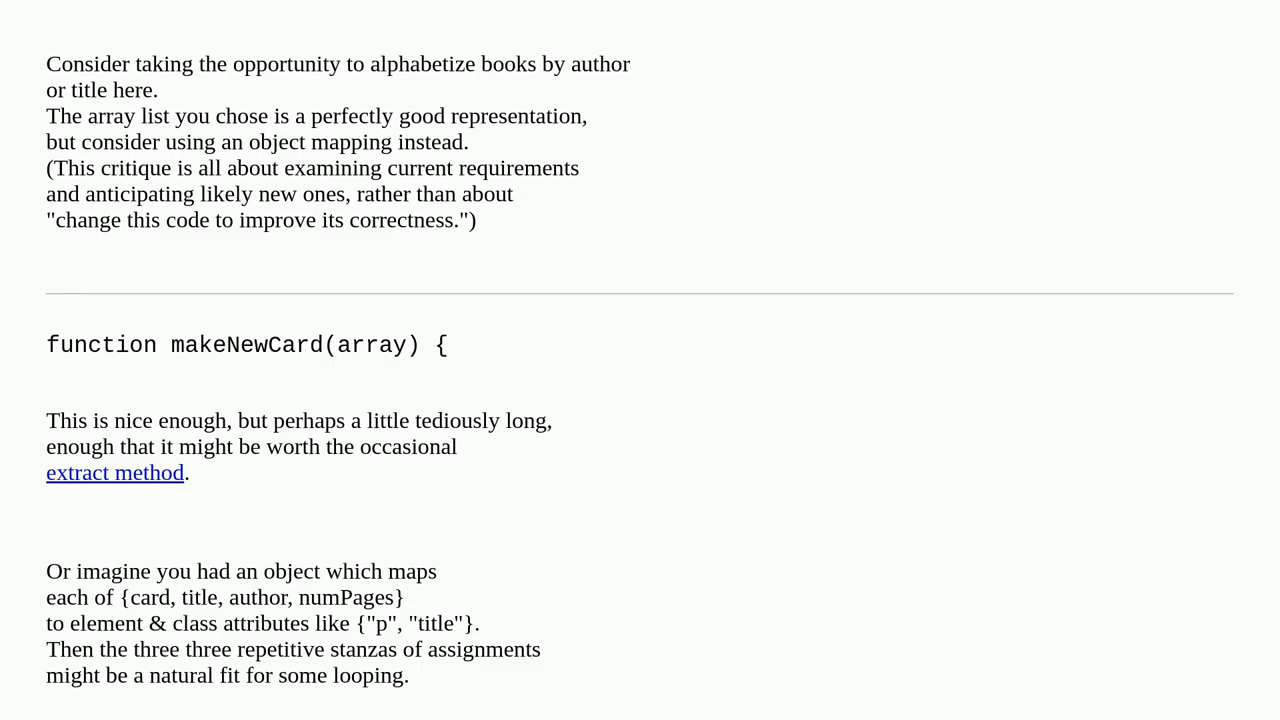 Consider taking the opportunity to alphabetize books by author
or title here.
The array list you chose is a perfectly good representation,
but consider using an object mapping instead.
(This critique is all about examining current requirements
and anticipating likely new ones, rather than about
"change this code to improve its correctness.")
function makeNewCard(array) {
This is nice enough, but perhaps a little tediously long,
enough that it might be worth the occasional
extract method.
Or imagine you had an object which maps
each of {card, title, author, numPages}
to element & class attributes like {"p", "title"}.
Then the three three repetitive stanzas of assignments
might be a natural fit for some looping.